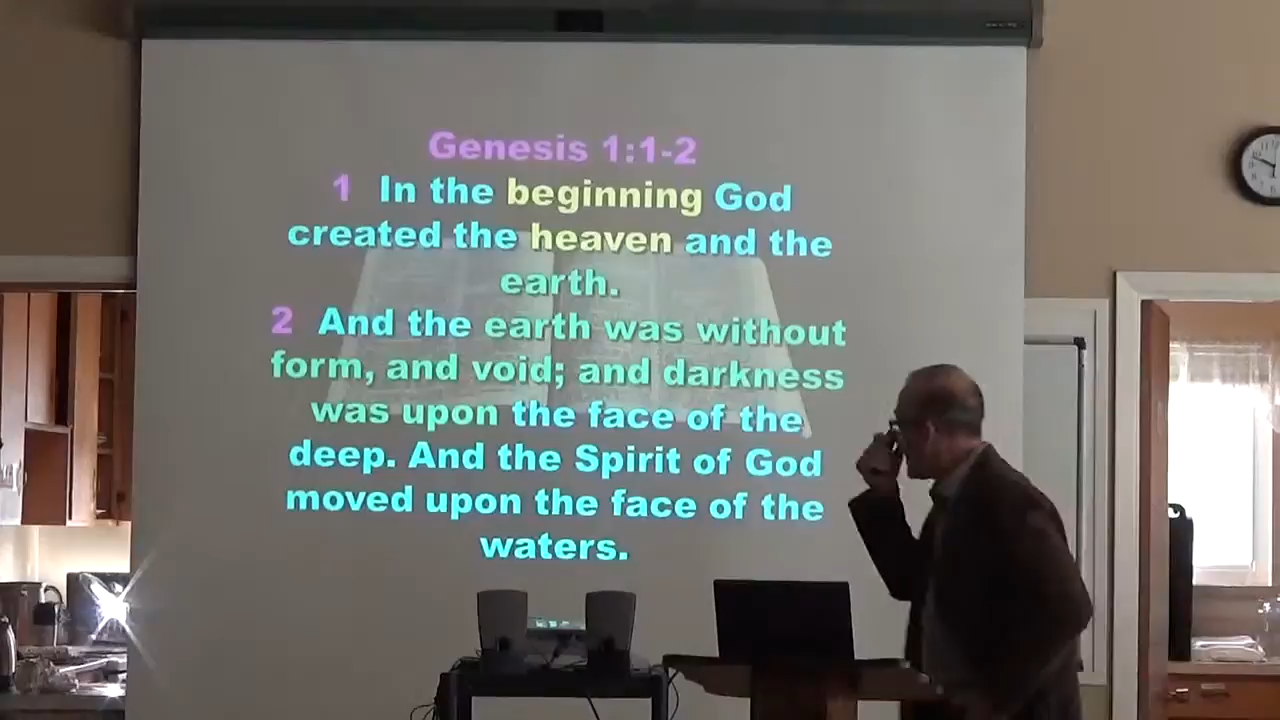 Genesis 1:1-2
1 In the beginning God
created the heaven and the
earth.
2 And the earth was without
form, and void; and darkness
was upon the face of the
deep. And the Spirit of God
moved upon the face of the
waters.